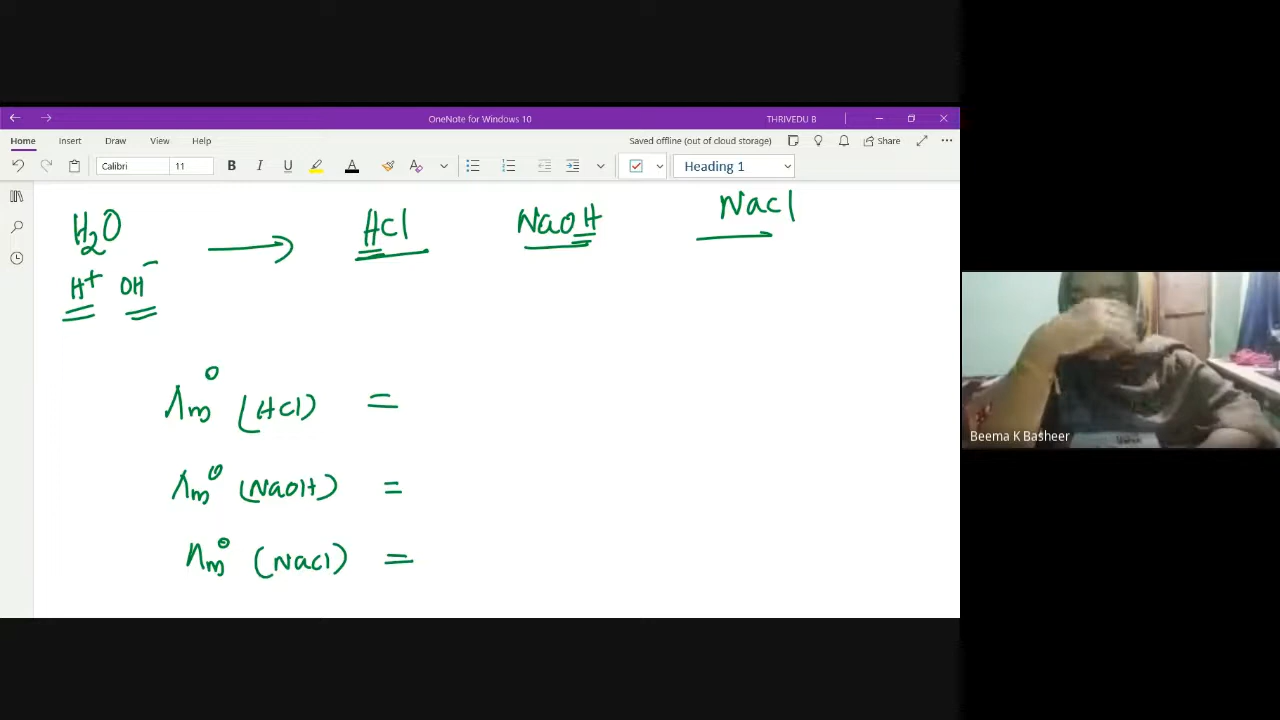 OneNote for Windows 10
THRIVEDU B
Home Insert Draw View Help
Saved offline (out of cloud storage)
Share
Calibri 11 B I U A
Heading 1
H₂O → HCl NaOH NaCl
H⁺ OH⁻
Λm° (HCl) =
Λm° (NaOH) =
Λm° (NaCl) =
Beema K Basheer